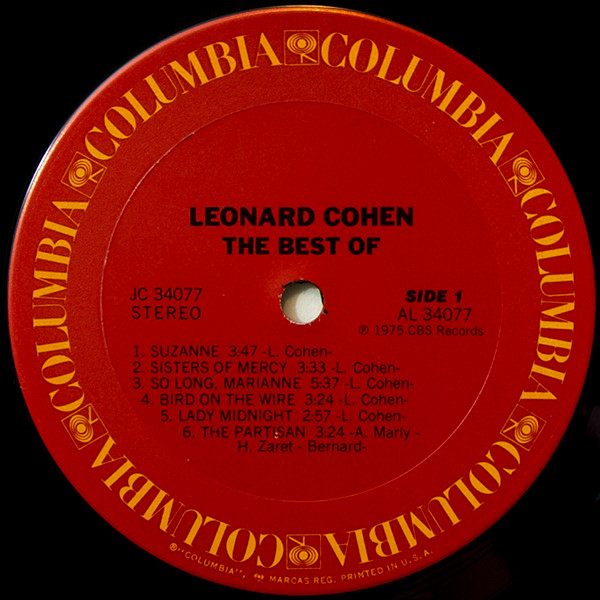 COLUMBIA COLUMBIA COLUMBIA COLUMBIA COLUMBIA COLUMBIA
LEONARD COHEN
THE BEST OF
JC 34077
STEREO
SiDE 1
AL 34077
℗ 1975 CBS Records
1. SUZANNE 3:47 -L. Cohen-
2. SISTERS OF MERCY 3:33 -L. Cohen-
3. SO LONG, MARIANNE 5:37 -L. Cohen-
4. BIRD ON THE WIRE 3:24 -L. Cohen-
5. LADY MIDNIGHT 2:57 -L. Cohen-
6. THE PARTISAN 3:24 -A. Marly -
H. Zaret - Bernard-
®"COLUMBIA", MARCAS REG. PRINTED IN U.S.A.